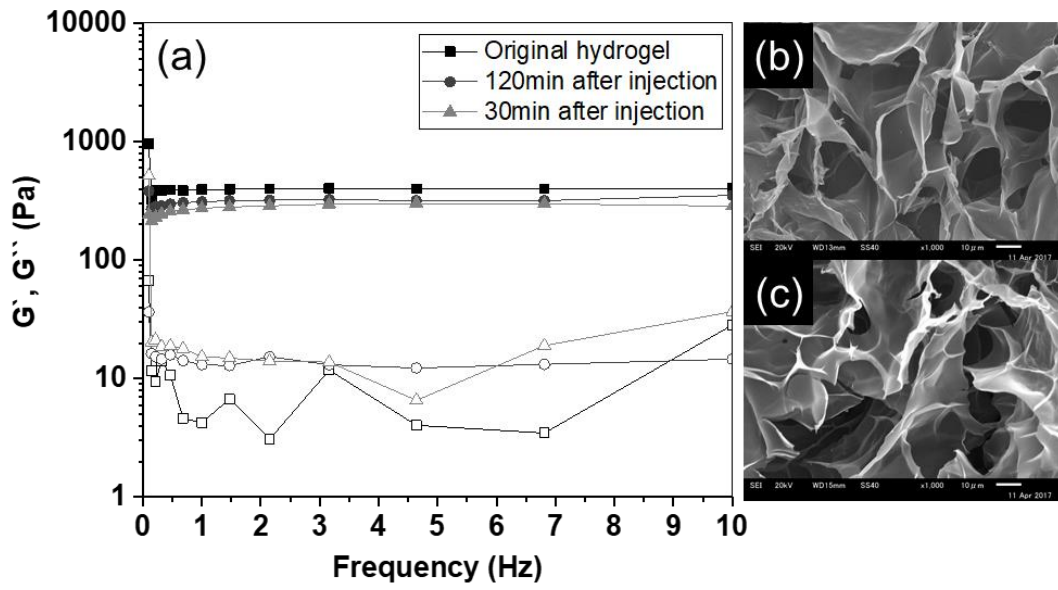 (a)
10000
1000
100
10
1
G`, G`` (Pa)
Original hydrogel
120min after injection
30min after injection
0 1 2 3 4 5 6 7 8 9 10
Frequency (Hz)
(b)
SEI 20kV WD13mm SS40 x1,000 10μm
11 Apr 2017
(c)
SEI 20kV WD15mm SS40 x1,000 10μm
11 Apr 2017